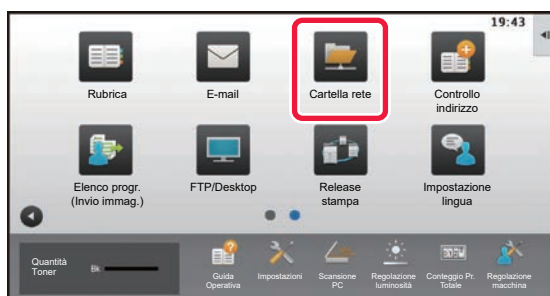 19:43
Rubrica
E-mail
Cartella rete
Controllo
indirizzo
Elenco progr.
(Invio immag.)
FTP/Desktop
Release
stampa
Impostazione
lingua
Quantità
Toner
Bk
Guida
Operativa
Impostazioni
Scansione
PC
Regolazione
luminosità
Conteggio Pr.
Totale
Regolazione
macchina